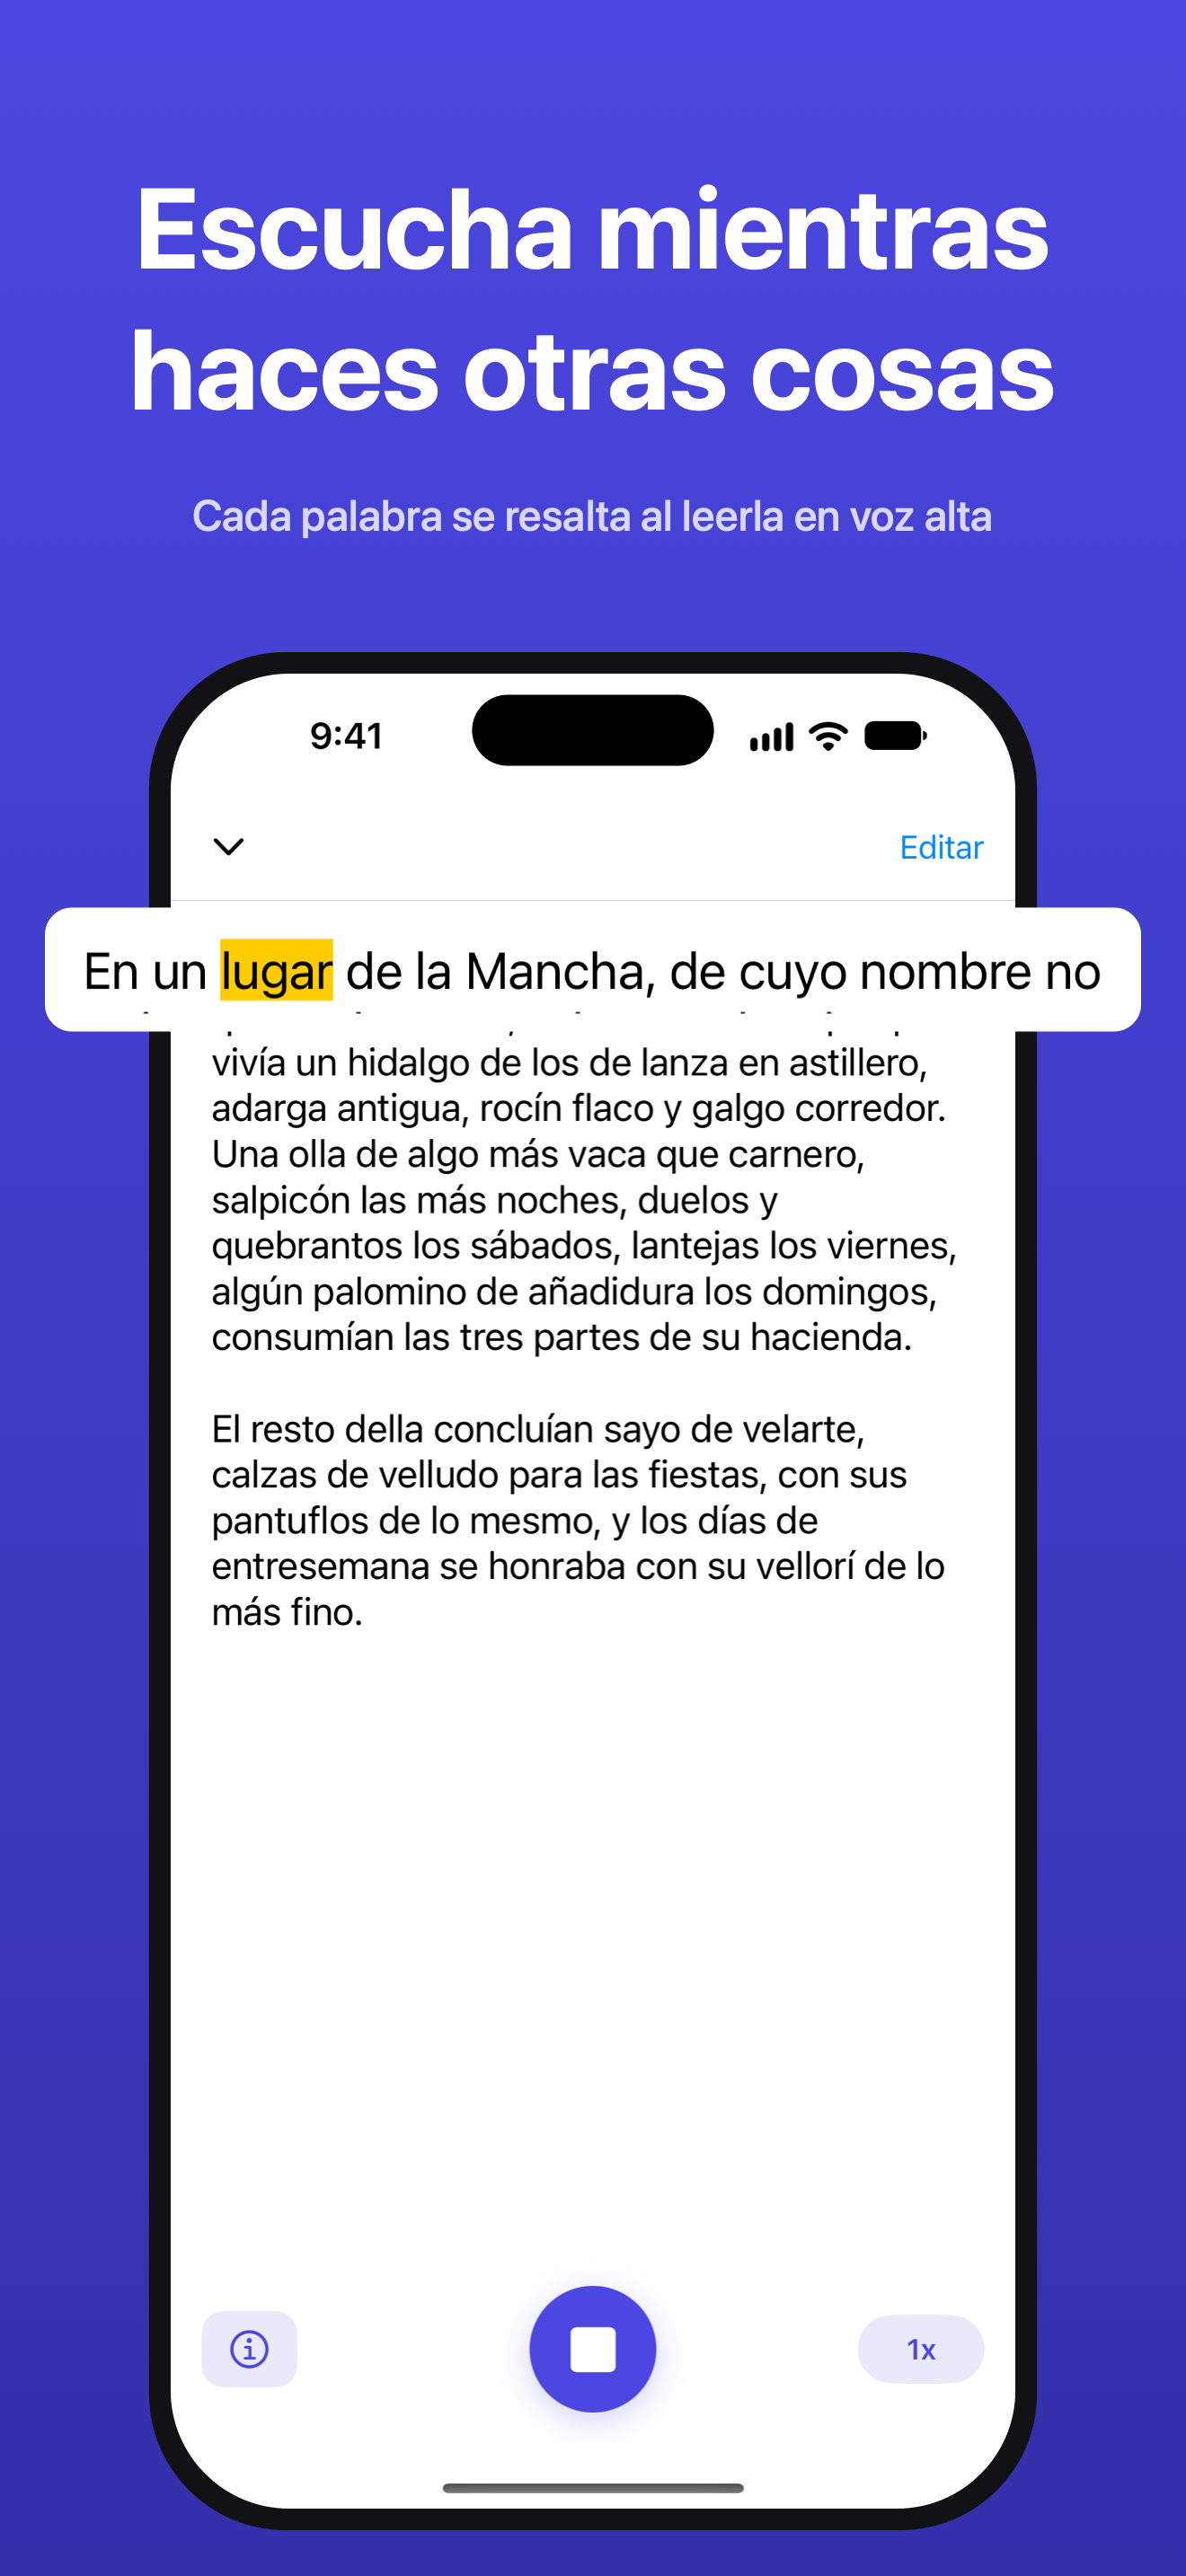 Escucha mientras
haces otras cosas
Cada palabra se resalta al leerla en voz alta
9:41
Editar
En un lugar de la Mancha, de cuyo nombre no
vivía un hidalgo de los de lanza en astillero,
adarga antigua, rocín flaco y galgo corredor.
Una olla de algo más vaca que carnero,
salpicón las más noches, duelos y
quebrantos los sábados, lantejas los viernes,
algún palomino de añadidura los domingos,
consumían las tres partes de su hacienda.
El resto della concluían sayo de velarte,
calzas de velludo para las fiestas, con sus
pantuflos de lo mesmo, y los días de
entresemana se honraba con su vellorí de lo
más fino.
1x